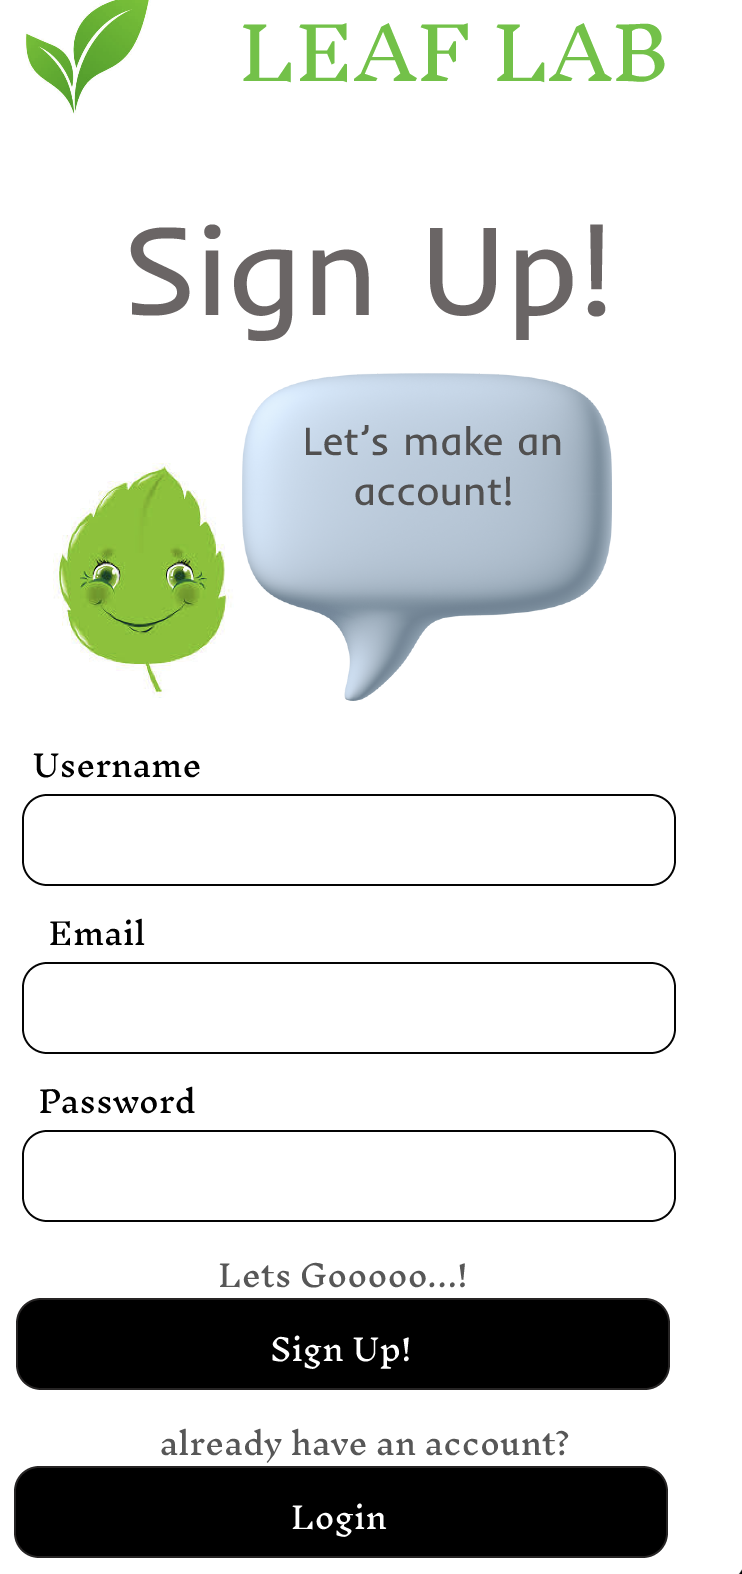 LEAF LAB
Sign Up!
Let's make an
account!
Username
Email
Password
Lets Gooooo...!
Sign Up!
already have an account?
Login